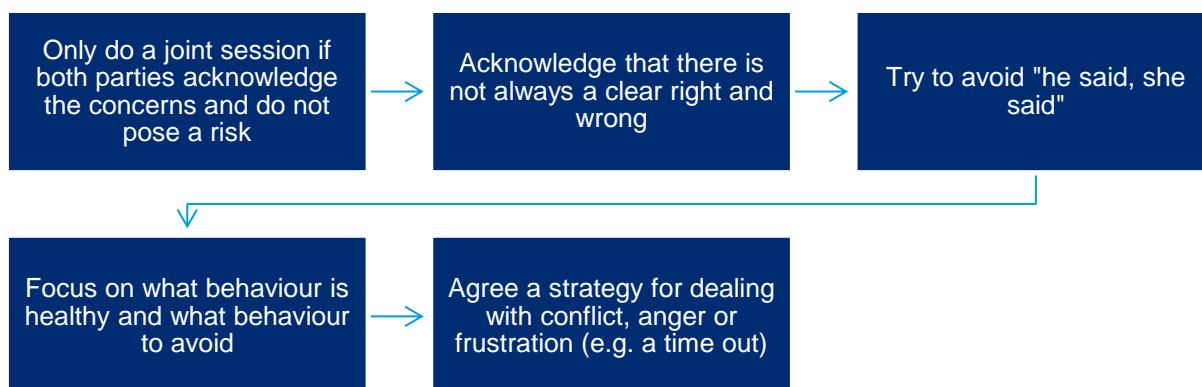 Only do a joint session if
both parties acknowledge
the concerns and do not
pose a risk
Acknowledge that there is
not always a clear right and
wrong
Try to avoid "he said, she
said"
Focus on what behaviour is
healthy and what behaviour
to avoid
Agree a strategy for dealing
with conflict, anger or
frustration (e.g. a time out)